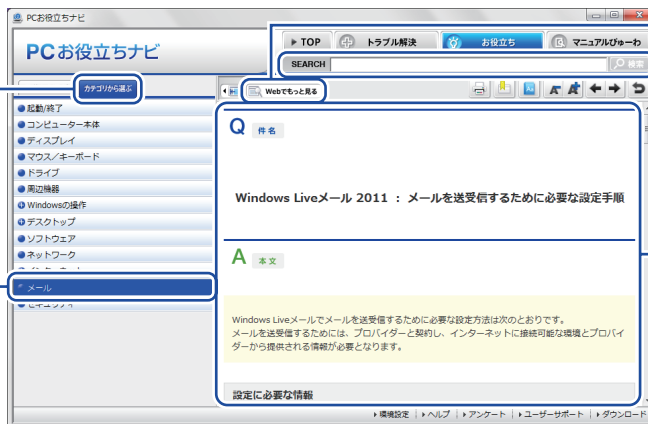 PCお役立ちナビ
PCお役立ちナビ
TOP
トラブル解決
お役立ち
マニュアルびゅーわ
SEARCH
検索
カテゴリから選ぶ
Webでもっと見る
起動/終了
コンピューター本体
ディスプレイ
マウス/キーボード
ドライブ
周辺機器
Windowsの操作
デスクトップ
ソフトウェア
ネットワーク
メール
セキュリティ
Q 件名
Windows Liveメール 2011 : メールを送受信するために必要な設定手順
A 本文
Windows Liveメールでメールを送受信するために必要な設定方法は次のとおりです。
メールを送受信するためには、プロバイダーと契約し、インターネットに接続可能な環境とプロバイ
ダーから提供される情報が必要となります。
設定に必要な情報
環境設定 ヘルプ アンケート ユーザーサポート ダウンロード